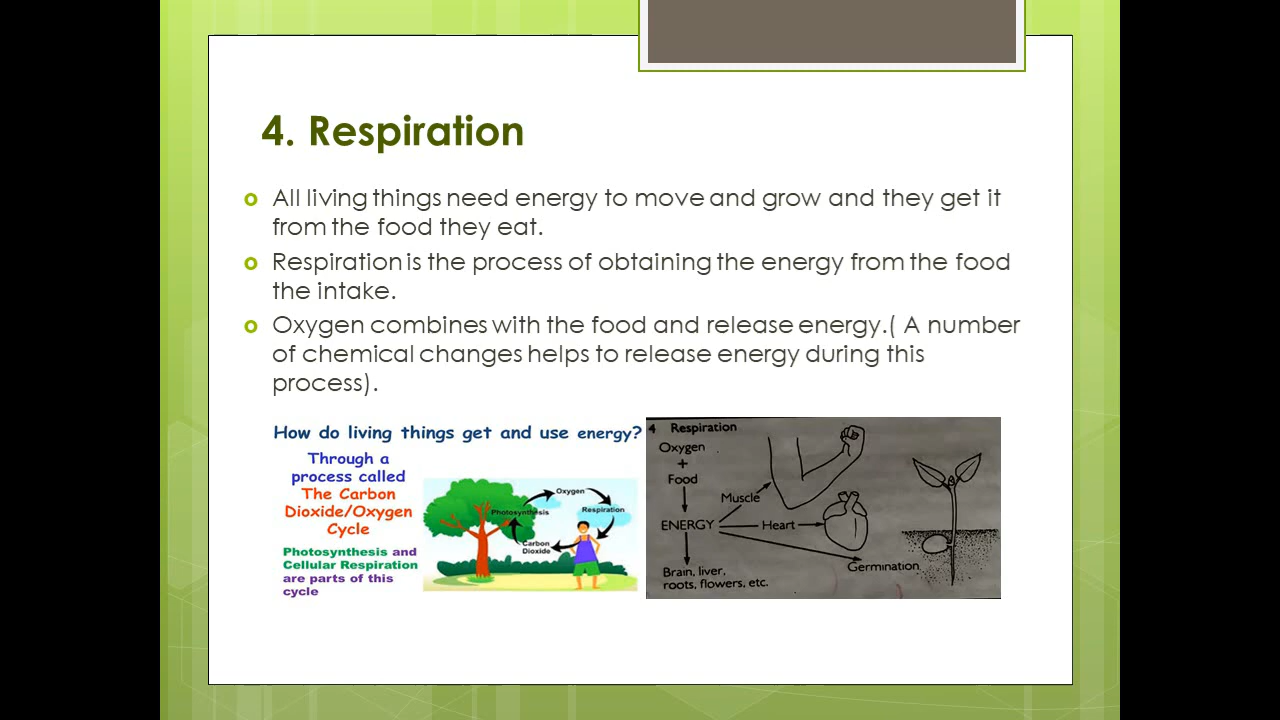 4. Respiration
All living things need energy to move and grow and they get it
from the food they eat.
Respiration is the process of obtaining the energy from the food
the intake.
Oxygen combines with the food and release energy.( A number
of chemical changes helps to release energy during this
process).
How do living things get and use energy?
Through a
process called
The Carbon
Dioxide/Oxygen
Cycle
Photosynthesis and
Cellular Respiration
are parts of this
cycle
Oxygen
Photosynthesis
Respiration
Carbon
Dioxide
4 Respiration
Oxygen
+
Food
Muscle
ENERGY
Heart
Germination
Brain, liver,
roots, flowers, etc.